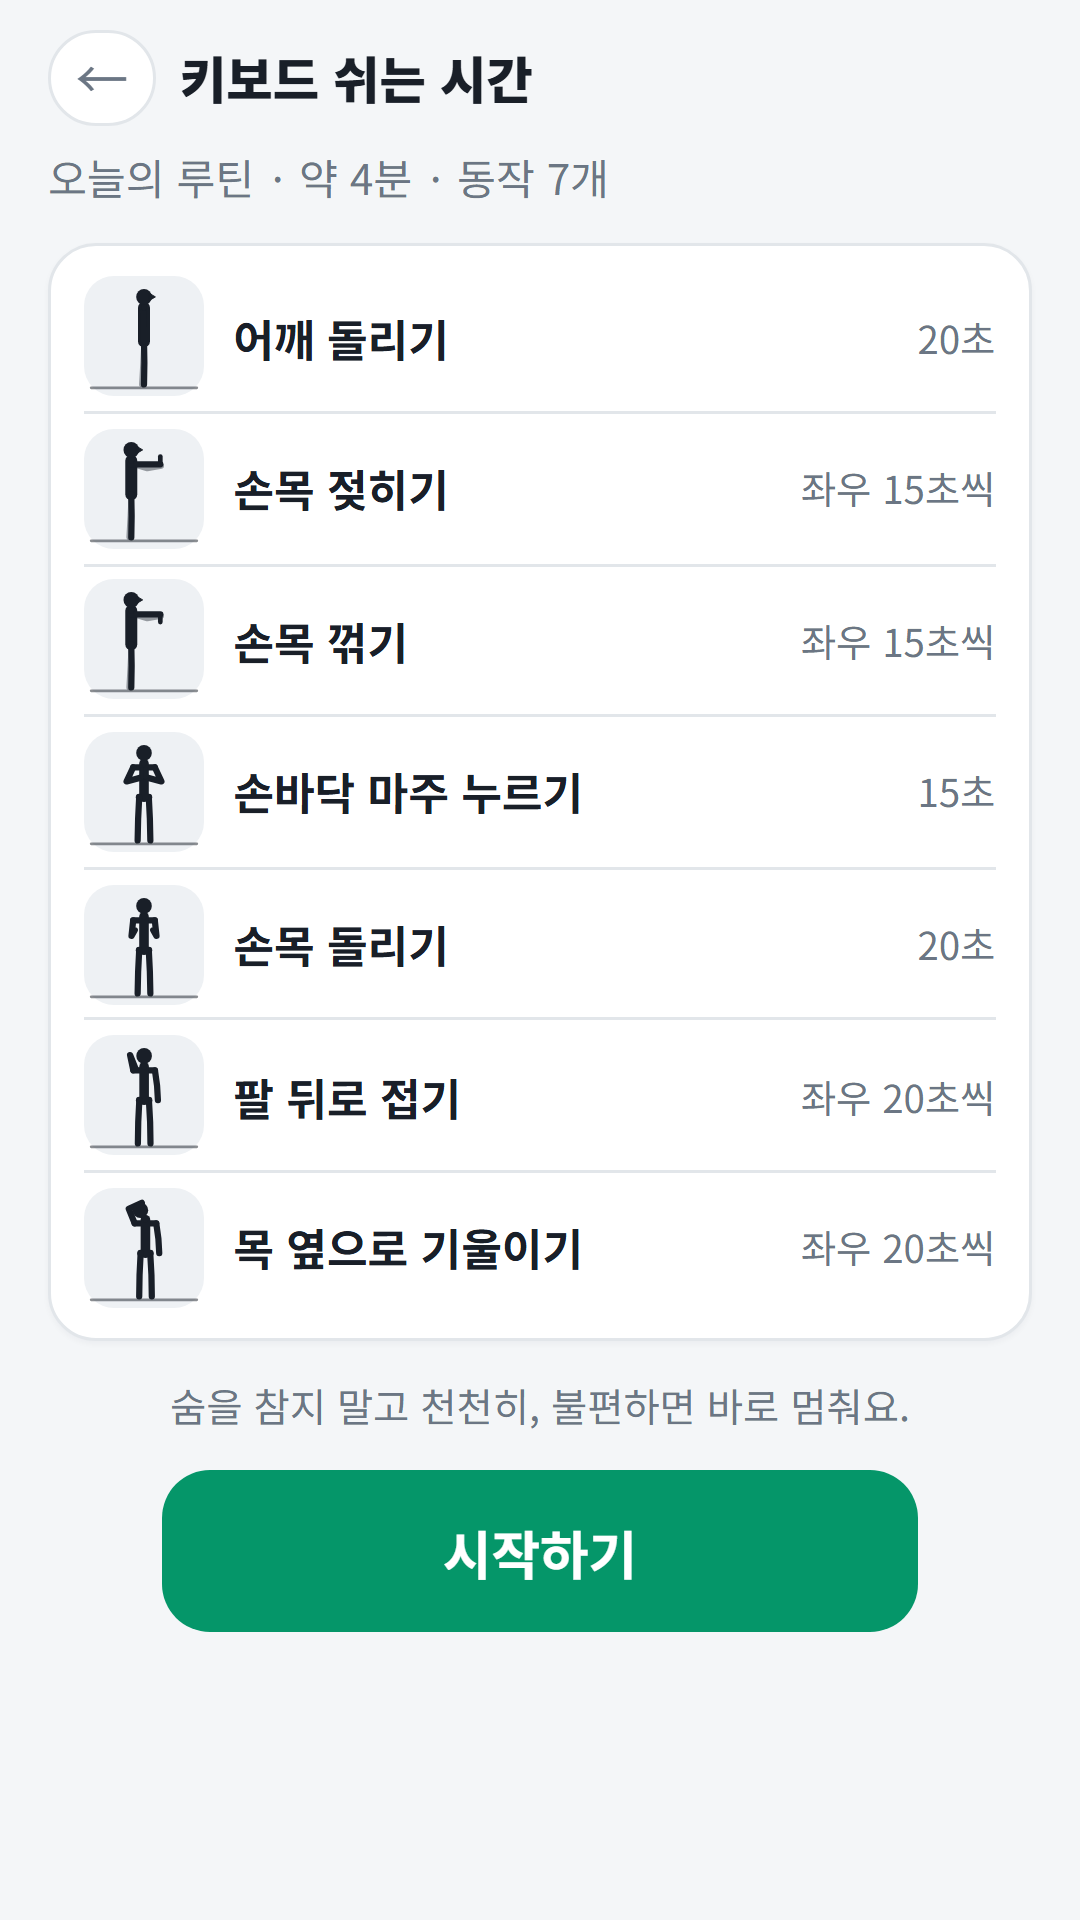 ← 키보드 쉬는 시간
오늘의 루틴 · 약 4분 · 동작 7개
어깨 돌리기 20초
손목 젖히기 좌우 15초씩
손목 꺾기 좌우 15초씩
손바닥 마주 누르기 15초
손목 돌리기 20초
팔 뒤로 접기 좌우 20초씩
목 옆으로 기울이기 좌우 20초씩
숨을 참지 말고 천천히, 불편하면 바로 멈춰요.
시작하기